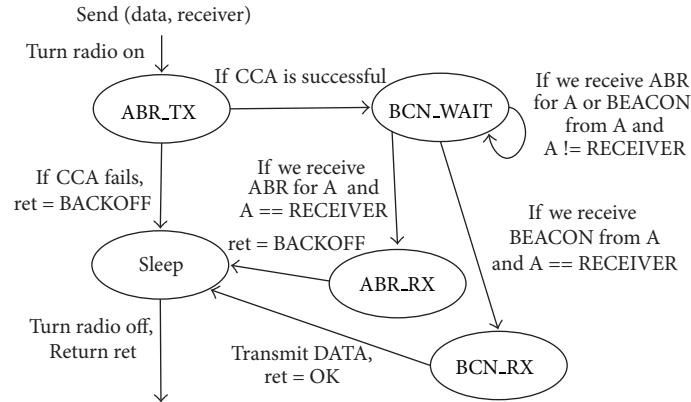 Send (data, receiver)
Turn radio on
If CCA is successful
ABR_TX
BCN_WAIT
If we receive ABR
for A or BEACON
from A and
A != RECEIVER
If CCA fails,
ret = BACKOFF
If we receive
ABR for A and
A == RECEIVER
If we receive
BEACON from A
and A == RECEIVER
ret = BACKOFF
Sleep
ABR_RX
Turn radio off,
Return ret
Transmit DATA,
ret = OK
BCN_RX